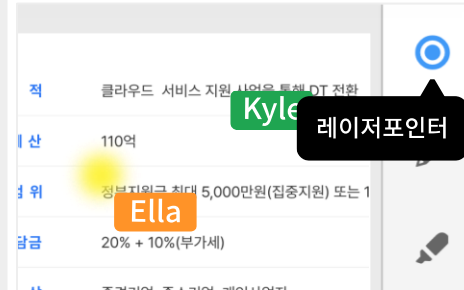 적
클라우드 서비스 지원 사업을 통해 DT 전환
Kyle
레이저포인터
산
110억
위
정부지원금 최대 5,000만원(집중지원) 또는 1
Ella
담금
20% + 10%(부가세)